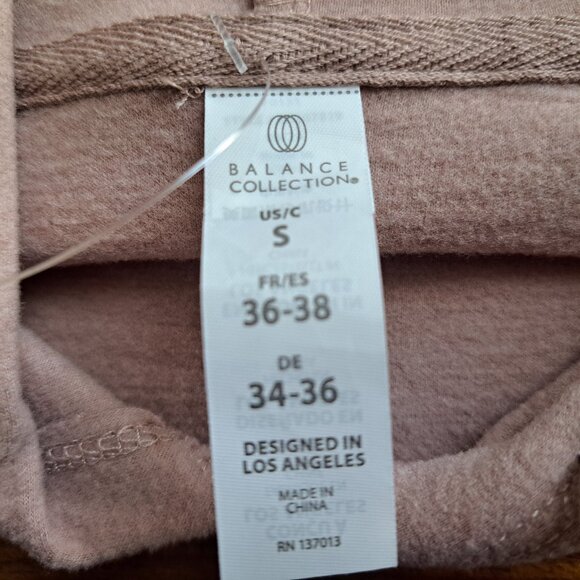 BALANCE
COLLECTION®
US/C
S
FR/ES
36-38
DE
34-36
DESIGNED IN
LOS ANGELES
MADE IN
CHINA
RN 137013